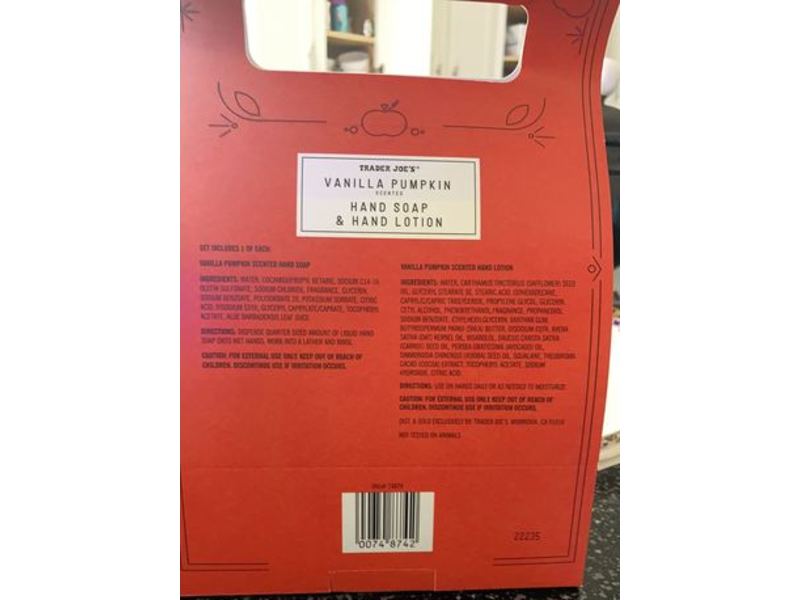 TRADER JOE'S
VANILLA PUMPKIN
SCENTED
HAND SOAP
& HAND LOTION
SET INCLUDES 1 OF EACH:
VANILLA PUMPKIN SCENTED HAND SOAP
INGREDIENTS: WATER, COCAMIDOPROPYL BETAINE, SODIUM C14-16
OLEFIN SULFONATE, SODIUM CHLORIDE, FRAGRANCE, GLYCERIN,
SODIUM BENZOATE, POLYSORBATE 20, POTASSIUM SORBATE, CITRIC
ACID, DISODIUM EDTA, GLYCERYL CAPRYLATE/CAPRATE, TOCOPHERYL
ACETATE, ALOE BARBADENSIS LEAF JUICE
DIRECTIONS: DISPENSE QUARTER SIZED AMOUNT OF LIQUID HAND
SOAP ONTO WET HANDS. WORK INTO A LATHER AND RINSE.
CAUTION: FOR EXTERNAL USE ONLY. KEEP OUT OF REACH OF
CHILDREN. DISCONTINUE USE IF IRRITATION OCCURS.
VANILLA PUMPKIN SCENTED HAND LOTION
INGREDIENTS: WATER, CARTHAMUS TINCTORIUS (SAFFLOWER) SEED
OIL, GLYCERYL STEARATE SE, STEARIC ACID, ISOHEXADECANE,
CAPRYLIC/CAPRIC TRIGLYCERIDE, PROPYLENE GLYCOL, GLYCERIN,
CETYL ALCOHOL, PHENOXYETHANOL, FRAGRANCE, PROPANEDIOL,
SODIUM BENZOATE, ETHYLHEXYLGLYCERIN, XANTHAN GUM,
BUTYROSPERMUM PARKII (SHEA) BUTTER, DISODIUM EDTA, AVENA
SATIVA (OAT) KERNEL OIL, BISABOLOL, DAUCUS CAROTA SATIVA
(CARROT) SEED OIL, PERSEA GRATISSIMA (AVOCADO) OIL,
SIMMONDSIA CHINENSIS (JOJOBA) SEED OIL, SQUALANE, THEOBROMA
CACAO (COCOA) EXTRACT, TOCOPHERYL ACETATE, SODIUM
HYDROXIDE, CITRIC ACID.
DIRECTIONS: USE ON HANDS DAILY OR AS NEEDED TO MOISTURIZE.
CAUTION: FOR EXTERNAL USE ONLY. KEEP OUT OF REACH OF
CHILDREN. DISCONTINUE USE IF IRRITATION OCCURS.
DIST. & SOLD EXCLUSIVELY BY: TRADER JOE'S, MONROVIA, CA 91016
NOT TESTED ON ANIMALS
SKU#
0074 8742
22235